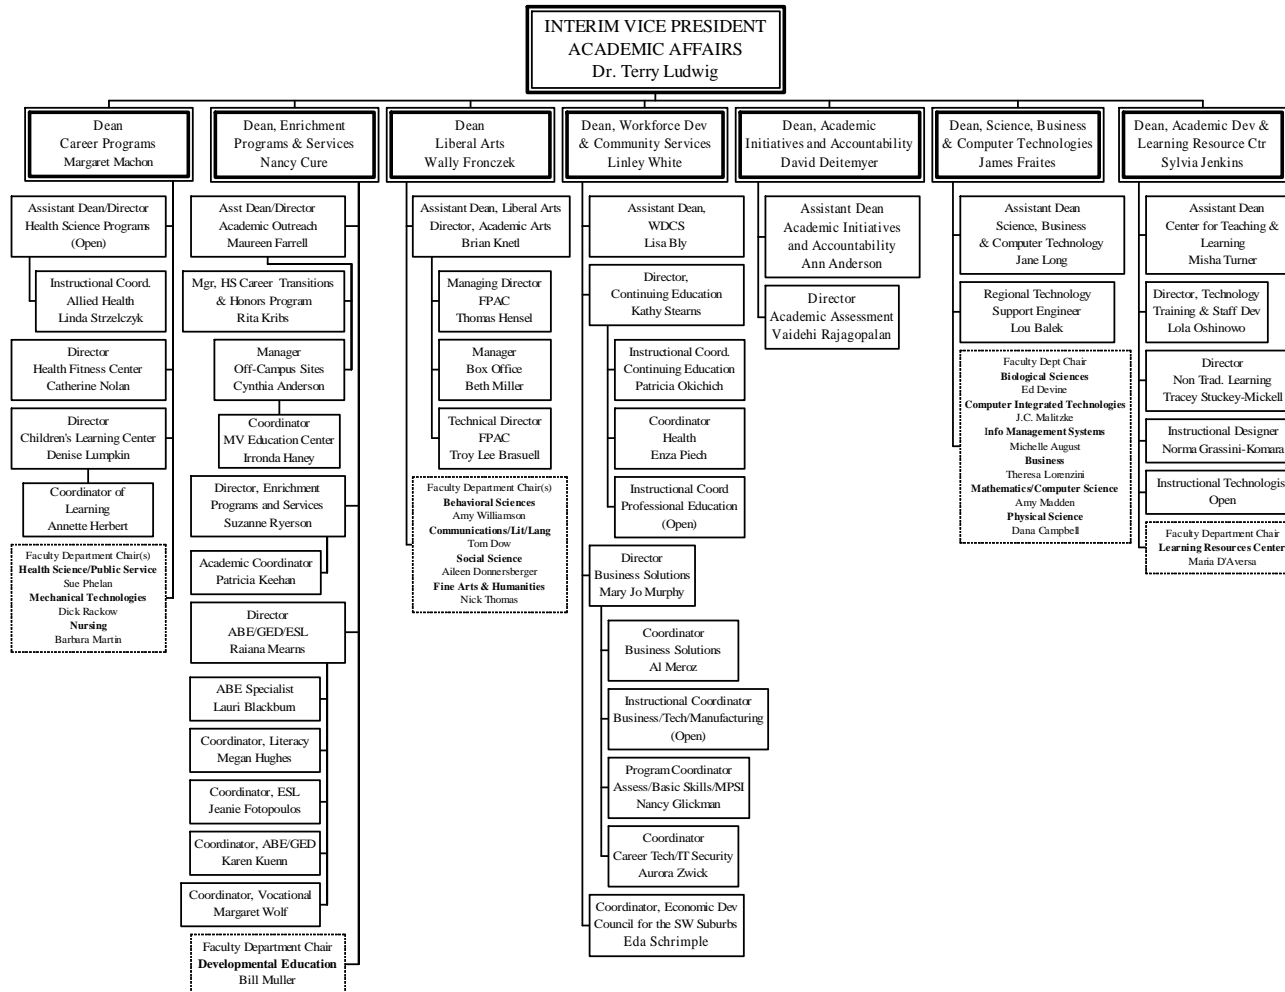 INTERIM VICE PRESIDENT
ACADEMIC AFFAIRS
Dr. Terry Ludwig
Dean
Career Programs
Margaret Machon
Assistant Dean/Director
Health Science Programs
(Open)
Instructional Coord.
Allied Health
Linda Strzelczyk
Director
Health Fitness Center
Catherine Nolan
Director
Children's Learning Center
Denise Lumpkin
Coordinator of
Learning
Annette Herbert
Faculty Department Chair(s)
Health Science/Public Service
Sue Phelan
Mechanical Technologies
Dick Rackow
Nursing
Barbara Martin
Dean, Enrichment
Programs & Services
Nancy Cure
Asst Dean/Director
Academic Outreach
Maureen Farrell
Mgr, HS Career Transitions
& Honors Program
Rita Kribs
Manager
Off-Campus Sites
Cynthia Anderson
Coordinator
MV Education Center
Irronda Haney
Director, Enrichment
Programs and Services
Suzanne Ryerson
Academic Coordinator
Patricia Keehan
Director
ABE/GED/ESL
Raiana Mearns
ABE Specialist
Lauri Blackburn
Coordinator, Literacy
Megan Hughes
Coordinator, ESL
Jeanie Fotopoulos
Coordinator, ABE/GED
Karen Kuenn
Coordinator, Vocational
Margaret Wolf
Faculty Department Chair
Developmental Education
Bill Muller
Dean
Liberal Arts
Wally Fronczek
Assistant Dean, Liberal Arts
Director, Academic Arts
Brian Knetl
Managing Director
FPAC
Thomas Hensel
Manager
Box Office
Beth Miller
Technical Director
FPAC
Troy Lee Brasuell
Faculty Department Chair(s)
Behavioral Sciences
Amy Williamson
Communications/Lit/Lang
Tom Dow
Social Science
Aileen Donnersberger
Fine Arts & Humanities
Nick Thomas
Dean, Workforce Dev
& Community Services
Linley White
Assistant Dean,
WDCS
Lisa Bly
Director,
Continuing Education
Kathy Stearns
Instructional Coord.
Continuing Education
Patricia Okichich
Coordinator
Health
Enza Piech
Instructional Coord
Professional Education
(Open)
Director
Business Solutions
Mary Jo Murphy
Coordinator
Business Solutions
Al Meroz
Instructional Coordinator
Business/Tech/Manufacturing
(Open)
Program Coordinator
Assess/Basic Skills/MPSI
Nancy Glickman
Coordinator
Career Tech/IT Security
Aurora Zwick
Coordinator, Economic Dev
Council for the SW Suburbs
Eda Schrimple
Dean, Academic
Initiatives and Accountability
David Deitemyer
Assistant Dean
Academic Initiatives
and Accountability
Ann Anderson
Director
Academic Assessment
Vaidehi Rajagopalan
Dean, Science, Business
& Computer Technologies
James Fraites
Assistant Dean
Science, Business
& Computer Technology
Jane Long
Regional Technology
Support Engineer
Lou Balek
Faculty Dept Chair
Biological Sciences
Ed Devine
Computer Integrated Technologies
J.C. Malitzke
Info Management Systems
Michelle August
Business
Theresa Lorenzini
Mathematics/Computer Science
Amy Madden
Physical Science
Dana Campbell
Dean, Academic Dev &
Learning Resource Ctr
Sylvia Jenkins
Assistant Dean
Center for Teaching &
Learning
Misha Turner
Director, Technology
Training & Staff Dev
Lola Oshinowo
Director
Non Trad. Learning
Tracey Stuckey-Mickell
Instructional Designer
Norma Grassini-Komara
Instructional Technologis
Open
Faculty Department Chair
Learning Resources Center
Maria D'Aversa